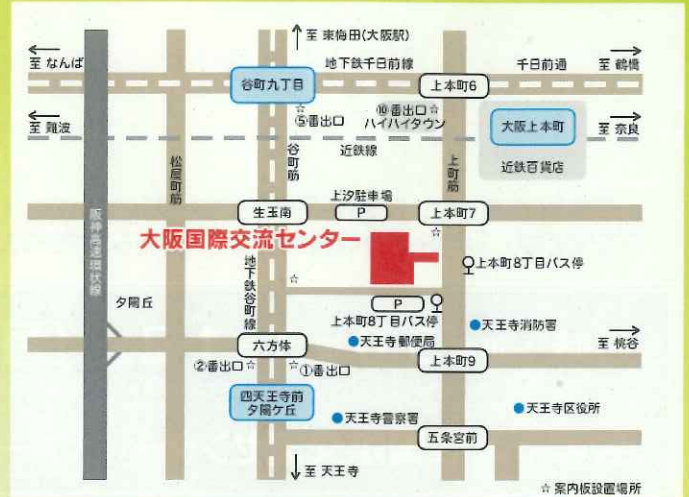 至 東梅田(大阪駅)
至 なんば
地下鉄千日前線
千日前通
至 鶴橋
谷町九丁目
上本町6
⑤番出口
⑩番出口
ハイハイタウン
大阪上本町
至 難波
近鉄線
至 奈良
近鉄百貨店
松屋町筋
谷町筋
上町筋
阪神高速環状線
上汐駐車場
生玉南
P
上本町7
大阪国際交流センター
上本町8丁目バス停
地下鉄谷町線
夕陽丘
P
上本町8丁目バス停
天王寺消防署
六方体
天王寺郵便局
至 桃谷
②番出口☆
☆①番出口
上本町9
四天王寺前
夕陽ケ丘
天王寺警察署
天王寺区役所
五条宮前
至 天王寺
☆案内板設置場所